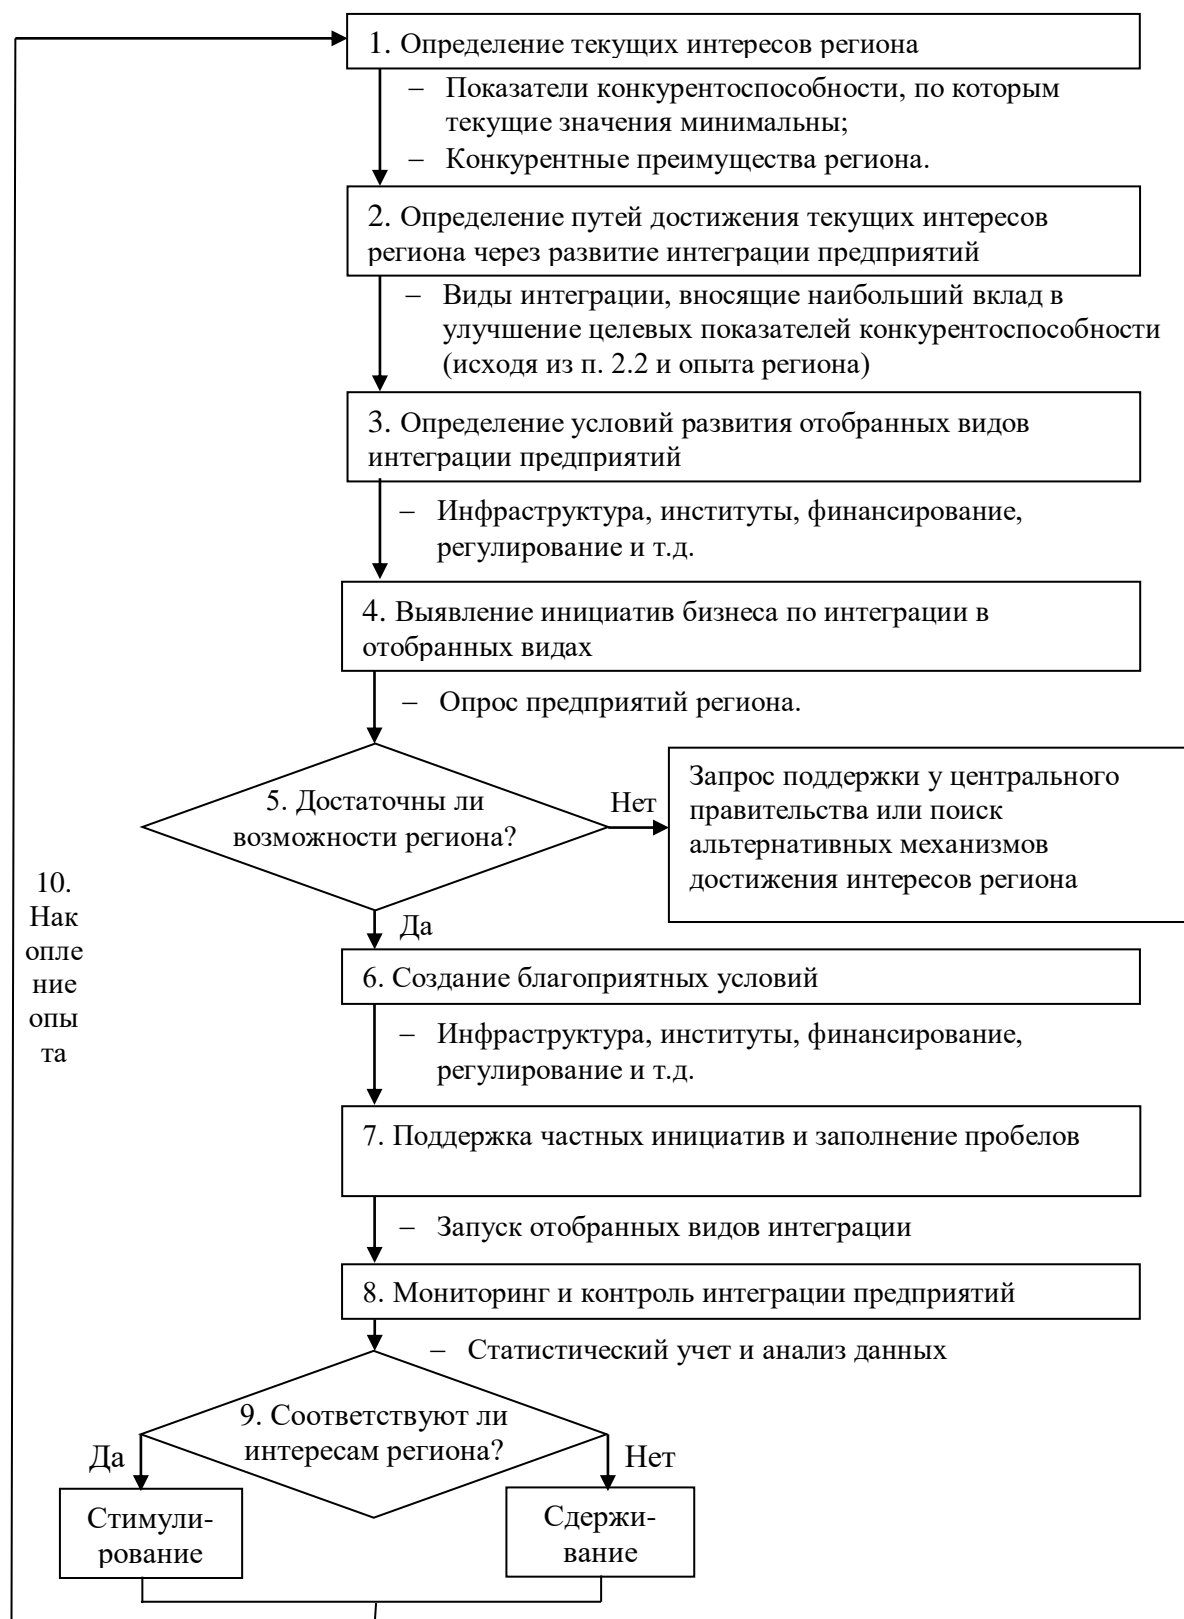 1. Определение текущих интересов региона
– Показатели конкурентоспособности, по которым
текущие значения минимальны;
– Конкурентные преимущества региона.
2. Определение путей достижения текущих интересов
региона через развитие интеграции предприятий
– Виды интеграции, вносящие наибольший вклад в
улучшение целевых показателей конкурентоспособности
(исходя из п. 2.2 и опыта региона)
3. Определение условий развития отобранных видов
интеграции предприятий
– Инфраструктура, институты, финансирование,
регулирование и т.д.
4. Выявление инициатив бизнеса по интеграции в
отобранных видах
– Опрос предприятий региона.
5. Достаточны ли
возможности региона?
Нет
Запрос поддержки у центрального
правительства или поиск
альтернативных механизмов
достижения интересов региона
Да
6. Создание благоприятных условий
– Инфраструктура, институты, финансирование,
регулирование и т.д.
7. Поддержка частных инициатив и заполнение пробелов
– Запуск отобранных видов интеграции
8. Мониторинг и контроль интеграции предприятий
– Статистический учет и анализ данных
9. Соответствуют ли
интересам региона?
Да
Нет
Стимули-
рование
Сдержи-
вание
10.
Нак
опле
ние
опы
та